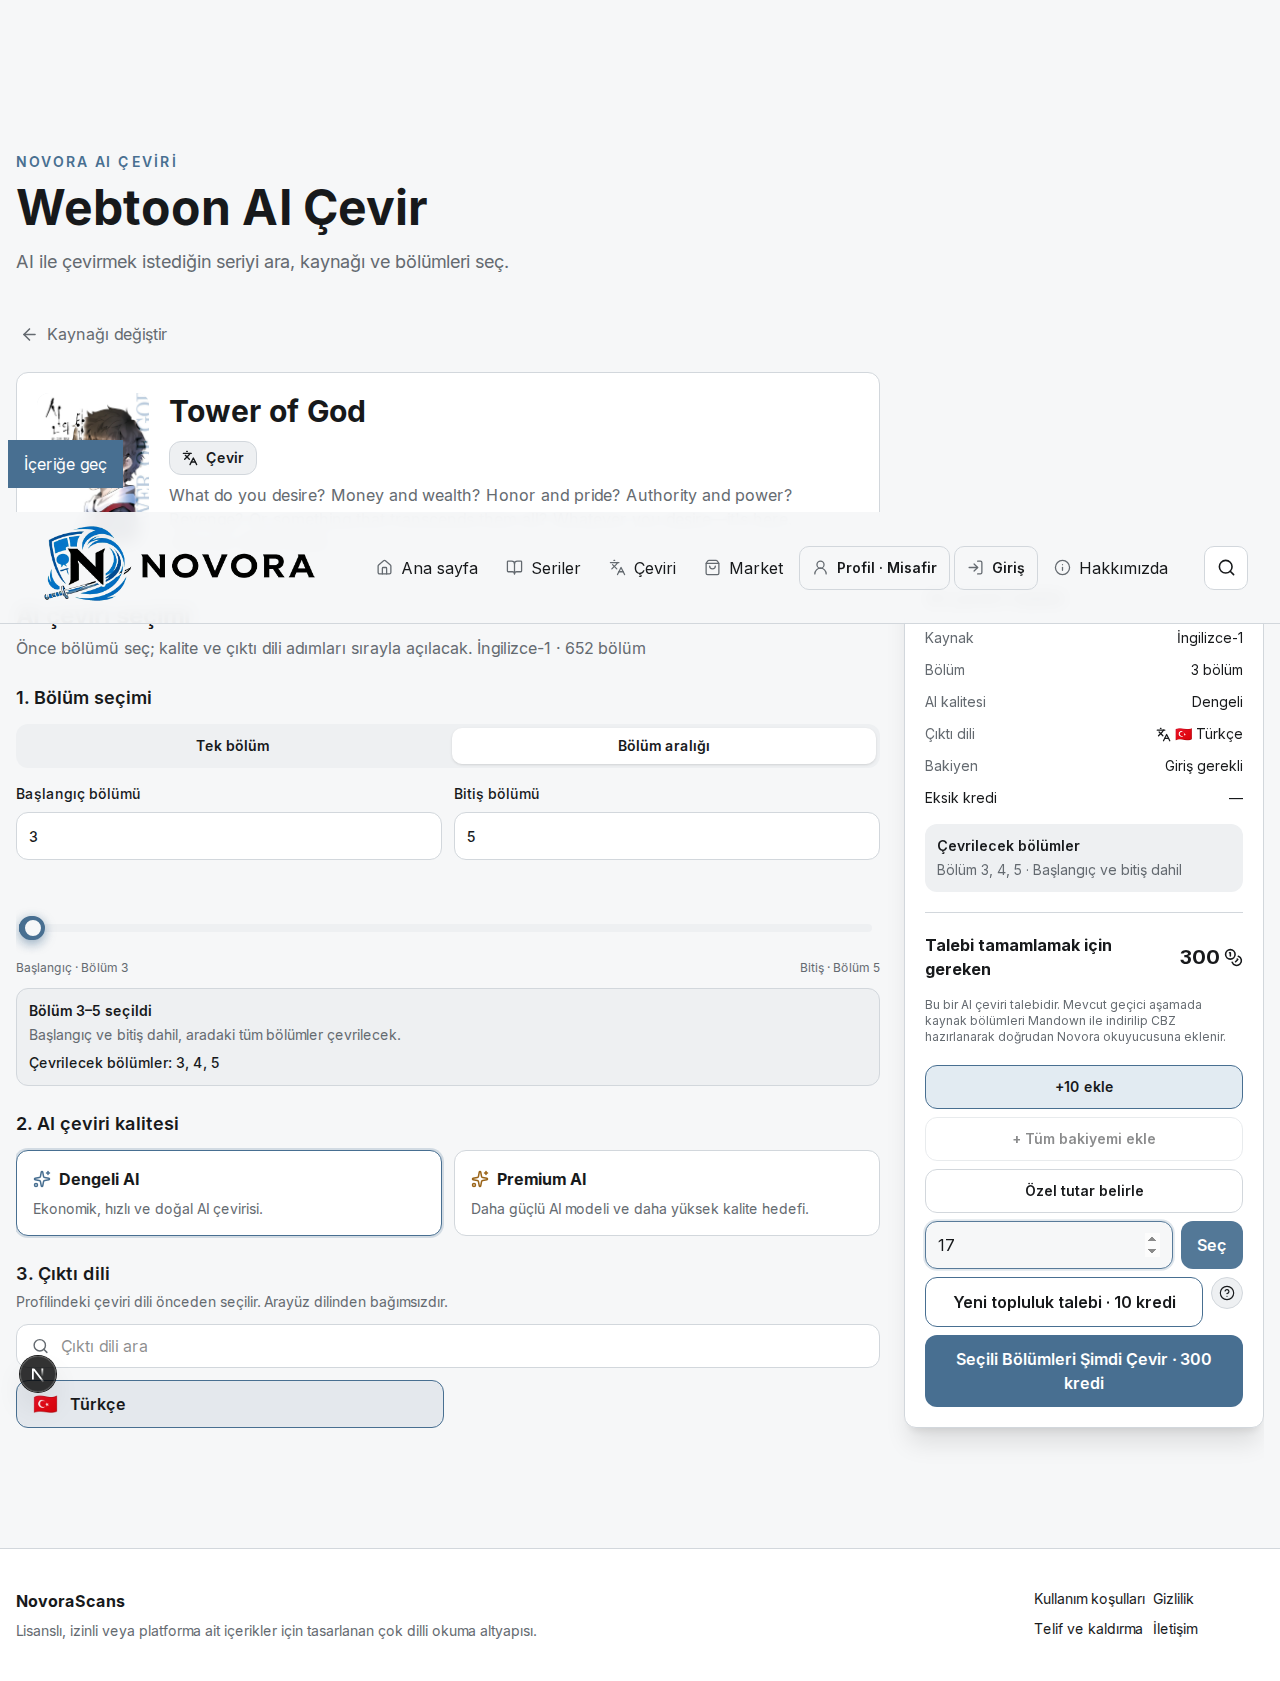 NOVORA AI ÇEVİRİ
Webtoon AI Çevir
AI ile çevirmek istediğin seriyi ara, kaynağı ve bölümleri seç.
Kaynağı değiştir
Tower of God
Çevir
What do you desire? Money and wealth? Honor and pride? Authority and power?
İçeriğe geç
NOVORA
Ana sayfa
Seriler
Çeviri
Market
Profil · Misafir
Giriş
Hakkımızda
Önce bölümü seç; kalite ve çıktı dili adımları sırayla açılacak. İngilizce-1 · 652 bölüm
1. Bölüm seçimi
Tek bölüm
Bölüm aralığı
Başlangıç bölümü
Bitiş bölümü
3
5
Başlangıç · Bölüm 3
Bitiş · Bölüm 5
Bölüm 3–5 seçildi
Başlangıç ve bitiş dahil, aradaki tüm bölümler çevrilecek.
Çevrilecek bölümler: 3, 4, 5
2. AI çeviri kalitesi
Dengeli AI
Ekonomik, hızlı ve doğal AI çevirisi.
Premium AI
Daha güçlü AI modeli ve daha yüksek kalite hedefi.
3. Çıktı dili
Profilindeki çeviri dili önceden seçilir. Arayüz dilinden bağımsızdır.
Çıktı dili ara
N
Türkçe
Kaynak
İngilizce-1
Bölüm
3 bölüm
AI kalitesi
Dengeli
Çıktı dili
Türkçe
Bakiyen
Giriş gerekli
Eksik kredi
—
Çevrilecek bölümler
Bölüm 3, 4, 5 · Başlangıç ve bitiş dahil
Talebi tamamlamak için
gereken
300
Bu bir AI çeviri talebidir. Mevcut geçici aşamada
kaynak bölümleri Mandown ile indirilip CBZ
hazırlanarak doğrudan Novora okuyucusuna eklenir.
+10 ekle
+ Tüm bakiyemi ekle
Özel tutar belirle
17
Seç
Yeni topluluk talebi · 10 kredi
Seçili Bölümleri Şimdi Çevir · 300
kredi
NovoraScans
Lisanslı, izinli veya platforma ait içerikler için tasarlanan çok dilli okuma altyapısı.
Kullanım koşulları
Gizlilik
Telif ve kaldırma
İletişim